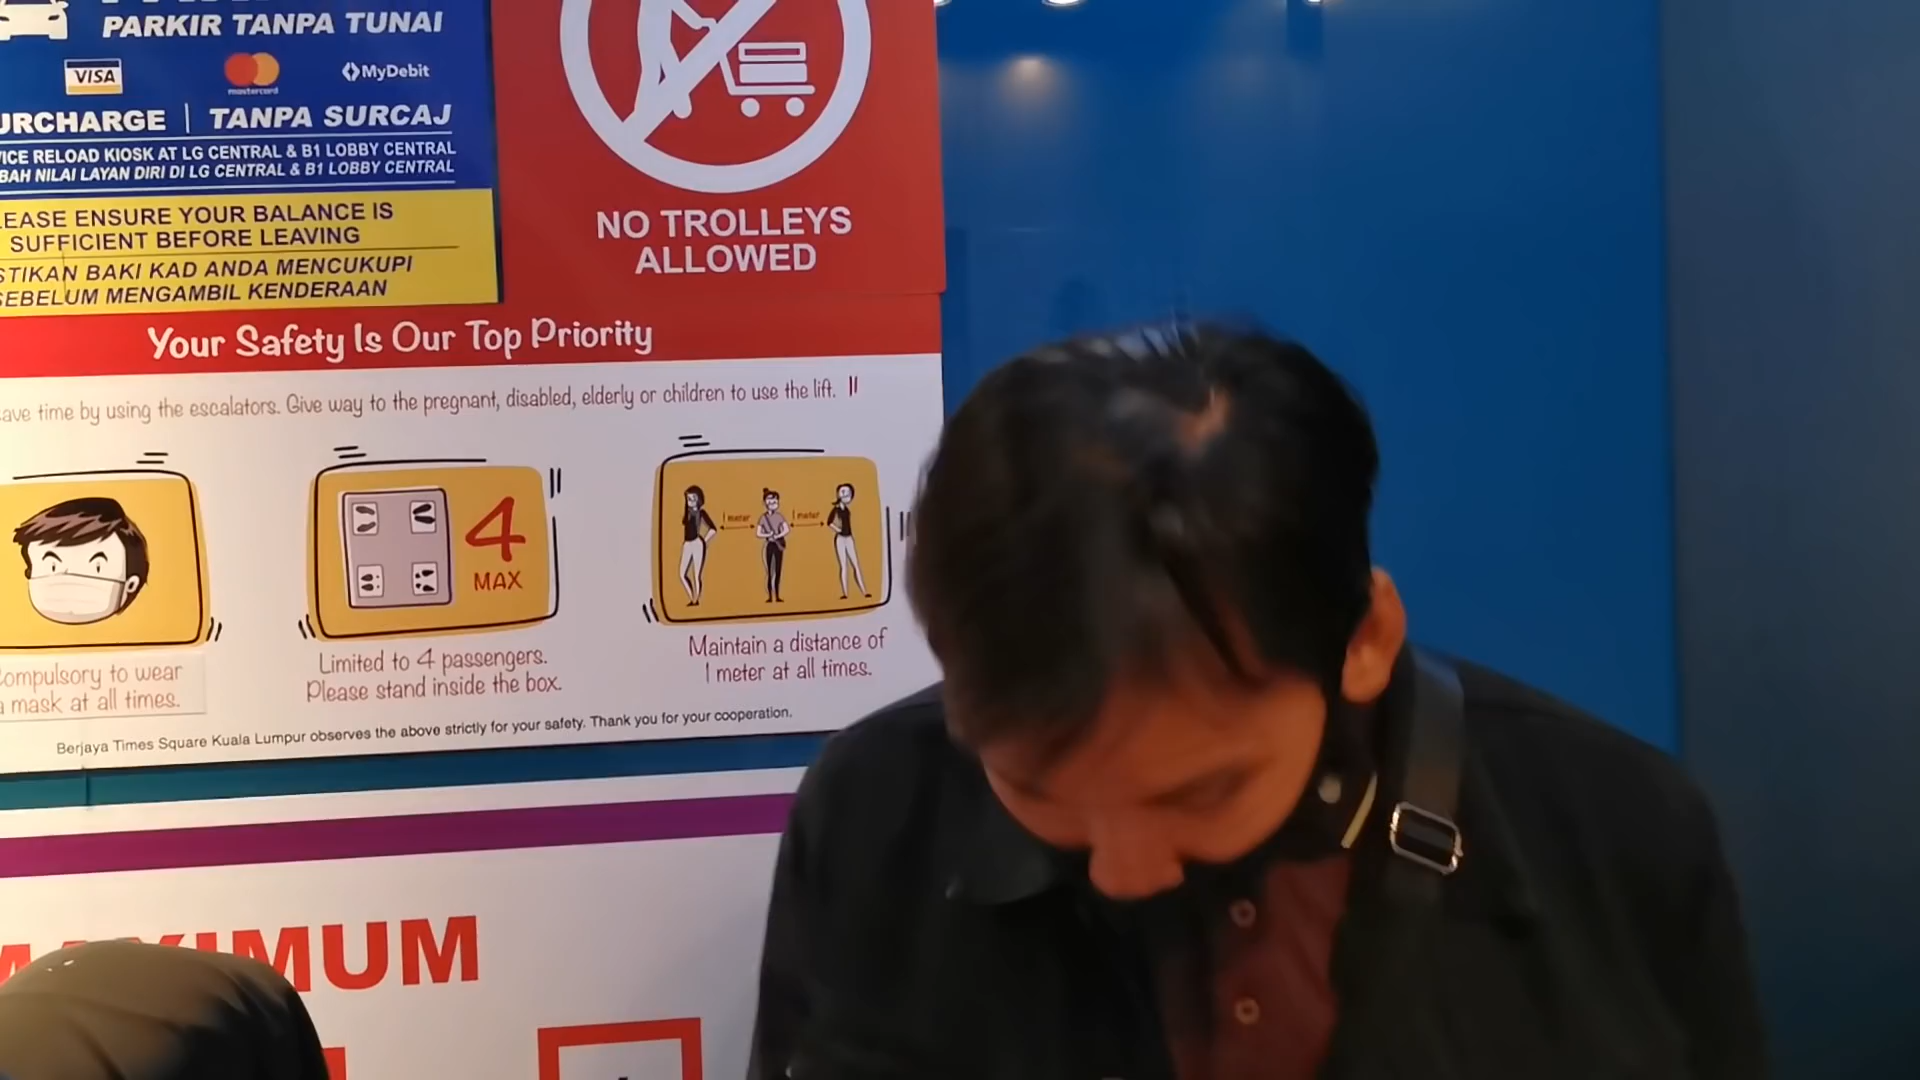 PARKIR TANPA TUNAI
VISA
mastercard
MyDebit
URCHARGE | TANPA SURCAJ
VICE RELOAD KIOSK AT LG CENTRAL & B1 LOBBY CENTRAL
BAH NILAI LAYAN DIRI DI LG CENTRAL & B1 LOBBY CENTRAL
LEASE ENSURE YOUR BALANCE IS
SUFFICIENT BEFORE LEAVING
STIKAN BAKI KAD ANDA MENCUKUPI
SEBELUM MENGAMBIL KENDERAAN
NO TROLLEYS
ALLOWED
Your Safety Is Our Top Priority
ave time by using the escalators. Give way to the pregnant, disabled, elderly or children to use the lift.
4
MAX
1 meter
1 meter
Compulsory to wear
a mask at all times.
Limited to 4 passengers.
Please stand inside the box.
Maintain a distance of
1 meter at all times.
Berjaya Times Square Kuala Lumpur observes the above strictly for your safety. Thank you for your cooperation.
MAXIMUM